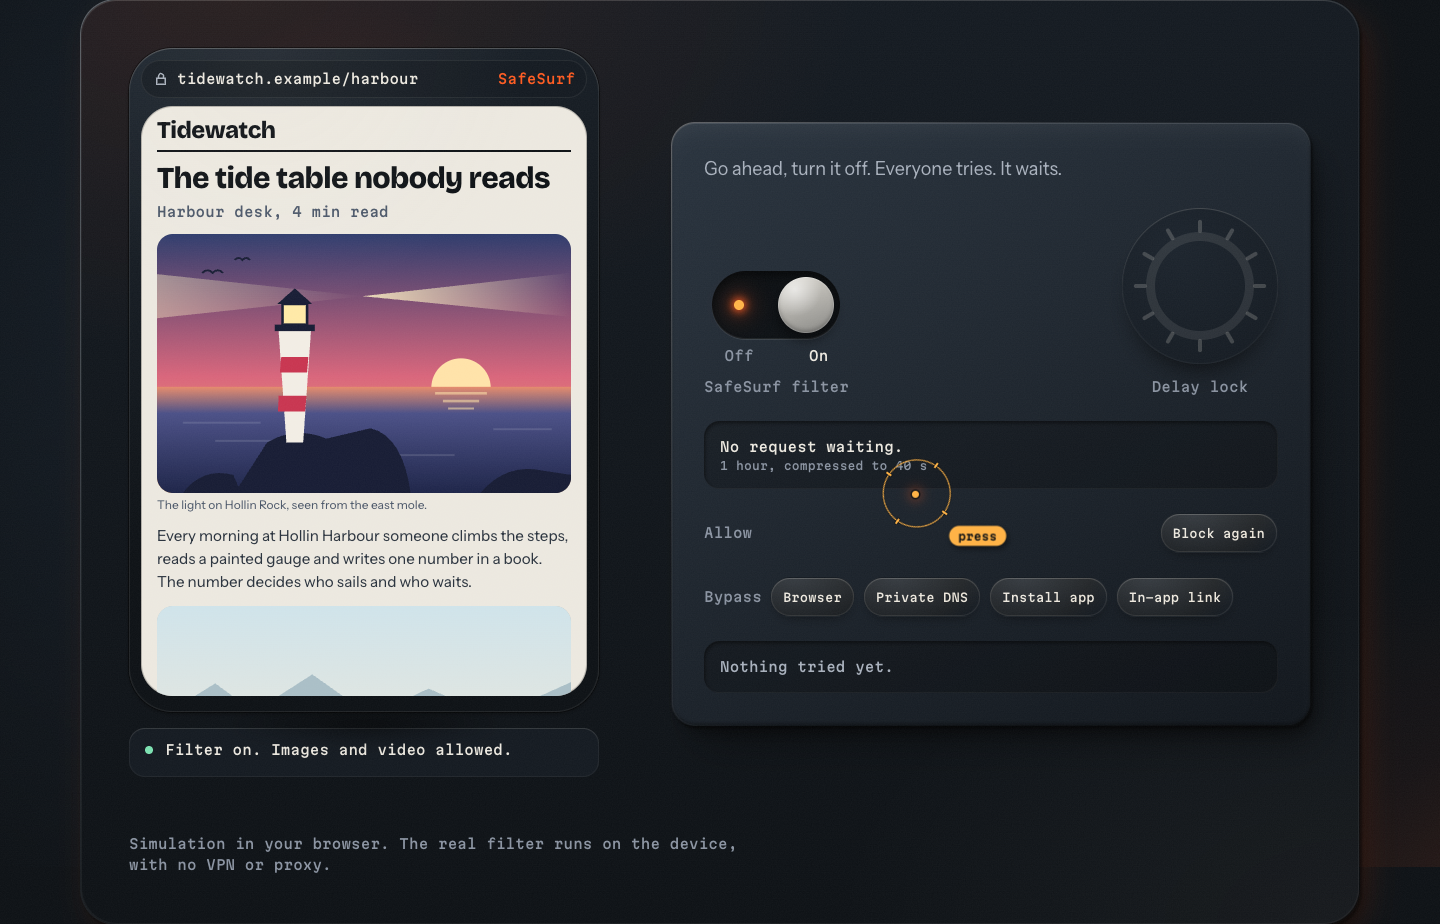 tidewatch.example/harbour
SafeSurf
Tidewatch
The tide table nobody reads
Harbour desk, 4 min read
The light on Hollin Rock, seen from the east mole.
Every morning at Hollin Harbour someone climbs the steps,
reads a painted gauge and writes one number in a book.
The number decides who sails and who waits.
Filter on. Images and video allowed.
Go ahead, turn it off. Everyone tries. It waits.
Off
On
SafeSurf filter
Delay lock
No request waiting.
1 hour, compressed to 40 s
press
Allow
Block again
Bypass
Browser
Private DNS
Install app
In-app link
Nothing tried yet.
Simulation in your browser. The real filter runs on the device,
with no VPN or proxy.